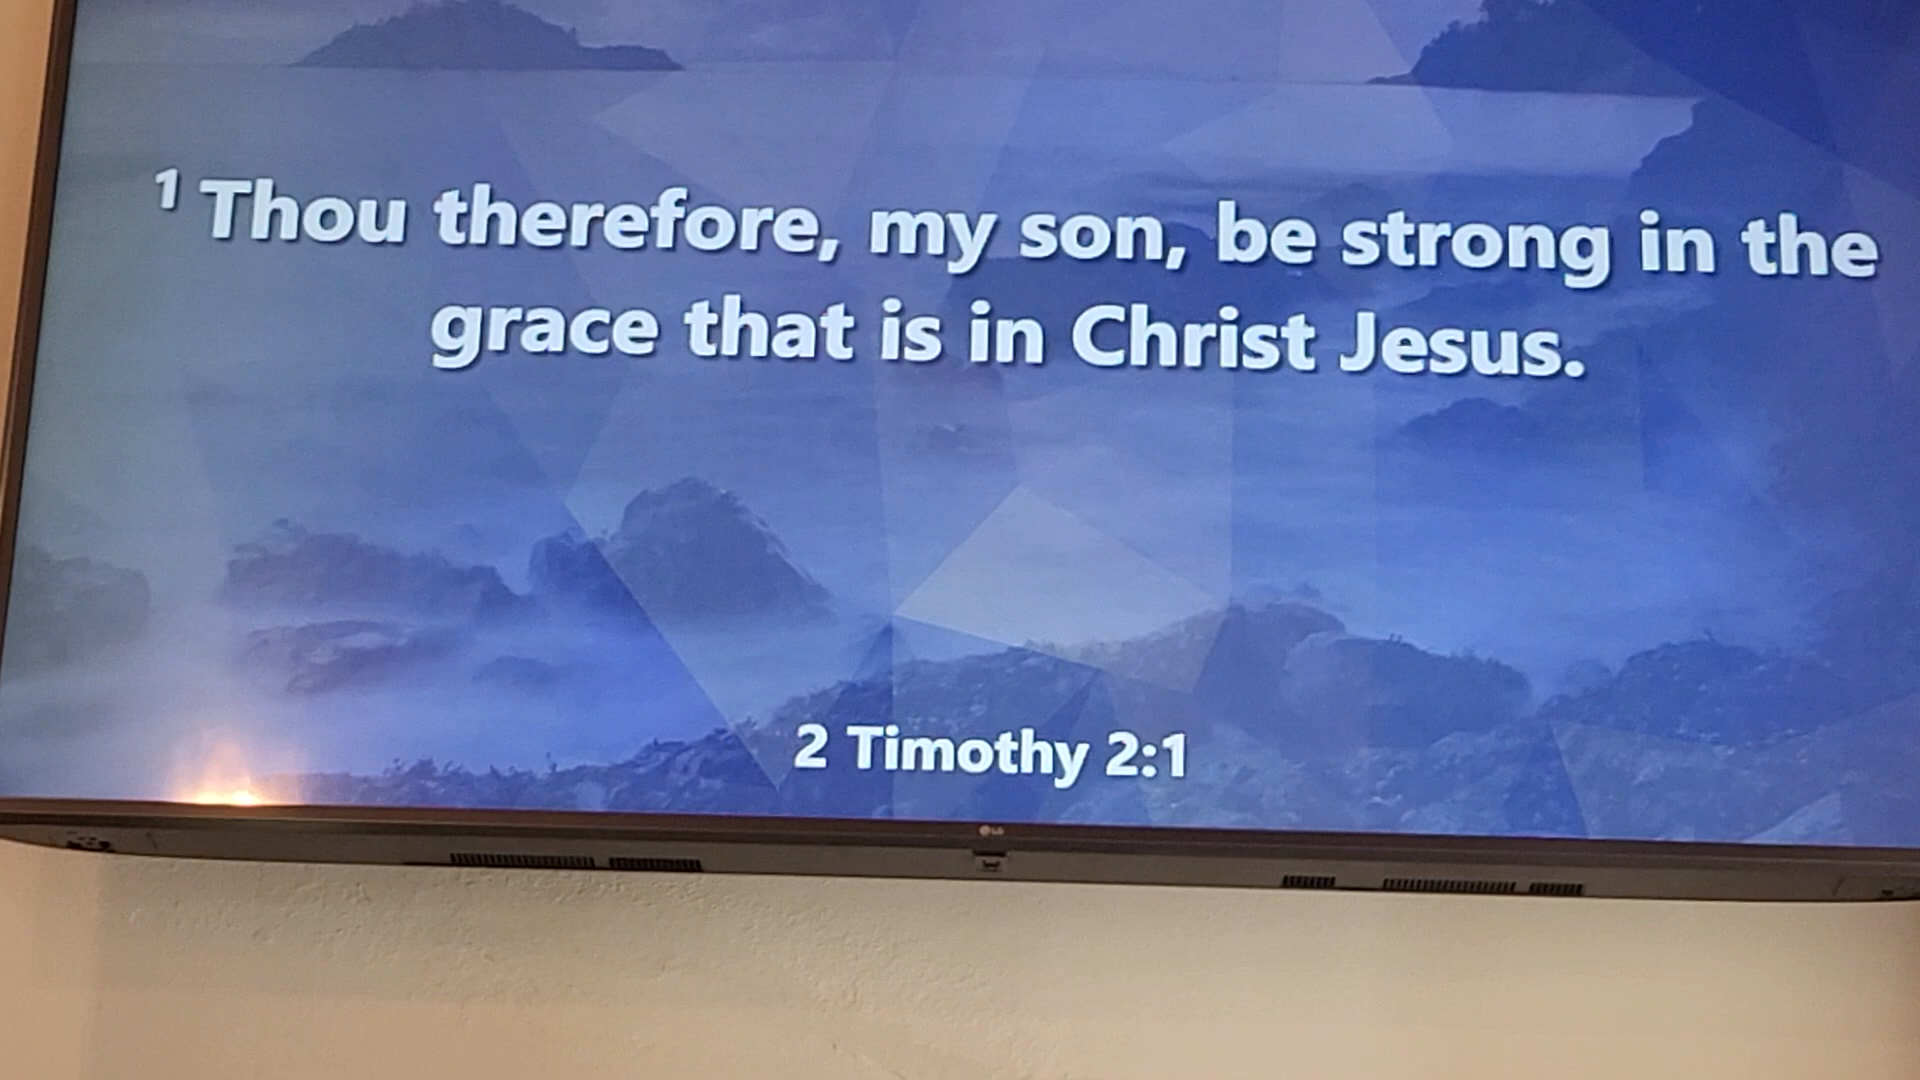 1 Thou therefore, my son, be strong in the
grace that is in Christ Jesus.
2 Timothy 2:1
LG